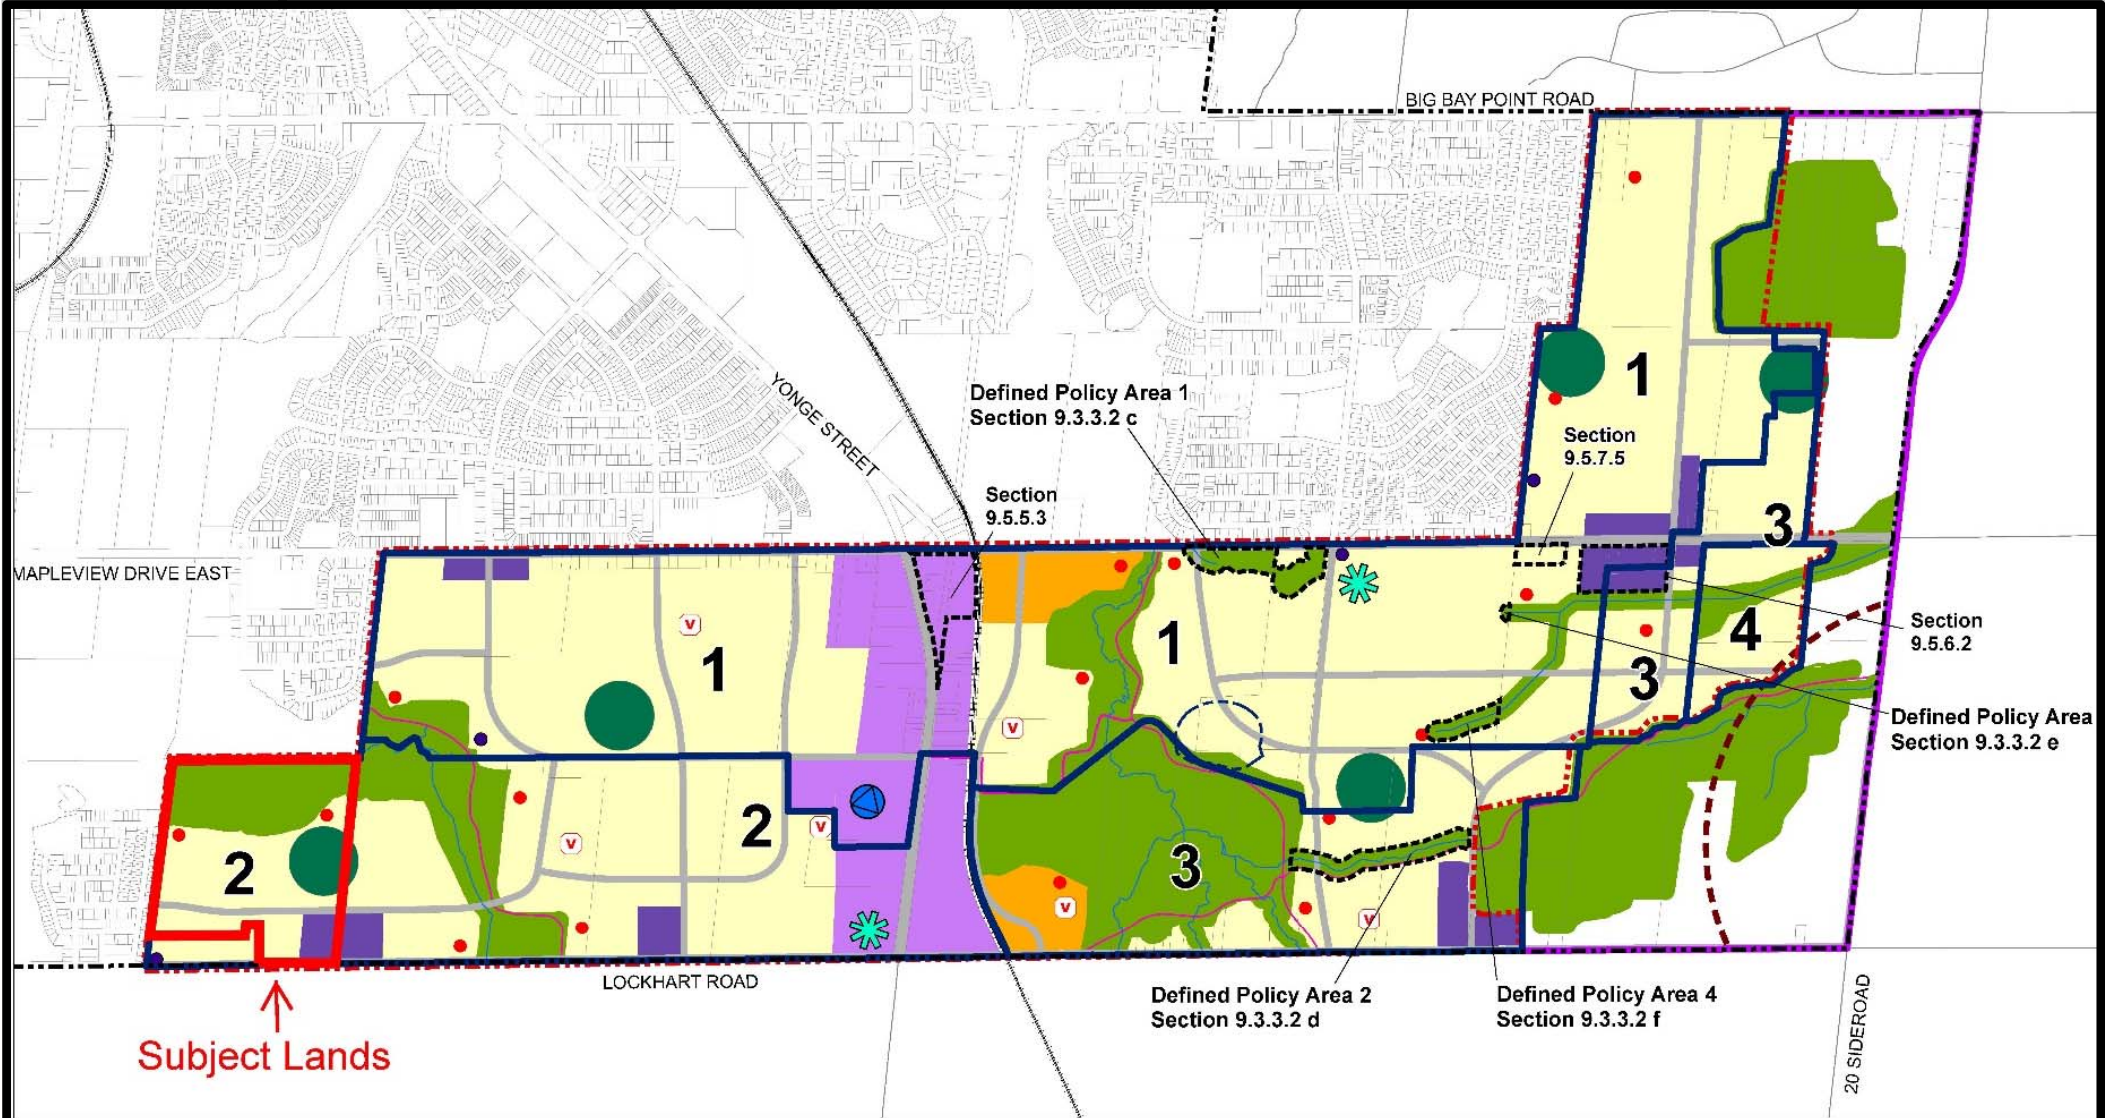 BIG BAY POINT ROAD
YONGE STREET
Defined Policy Area 1
Section 9.3.3.2 c
1
Section
9.5.7.5
Section
9.5.5.3
3
MAPLEVIEW DRIVE EAST
V
1
1
4
Section
9.5.6.2
3
V
Defined Policy Area
Section 9.3.3.2 e
2
V
V
2
3
V
V
LOCKHART ROAD
Defined Policy Area 2
Section 9.3.3.2 d
Defined Policy Area 4
Section 9.3.3.2 f
20 SIDEROAD
Subject Lands